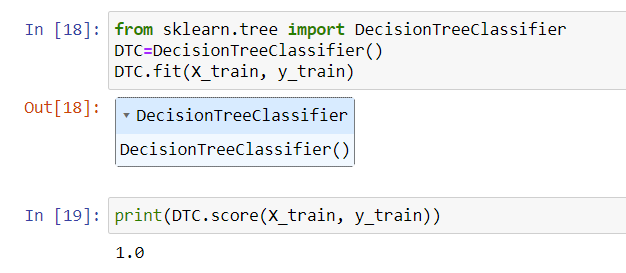 In [18]: from sklearn.tree import DecisionTreeClassifier
DTC=DecisionTreeClassifier()
DTC.fit(X_train, y_train)
Out[18]: ▾ DecisionTreeClassifier
DecisionTreeClassifier()
In [19]: print(DTC.score(X_train, y_train))
1.0